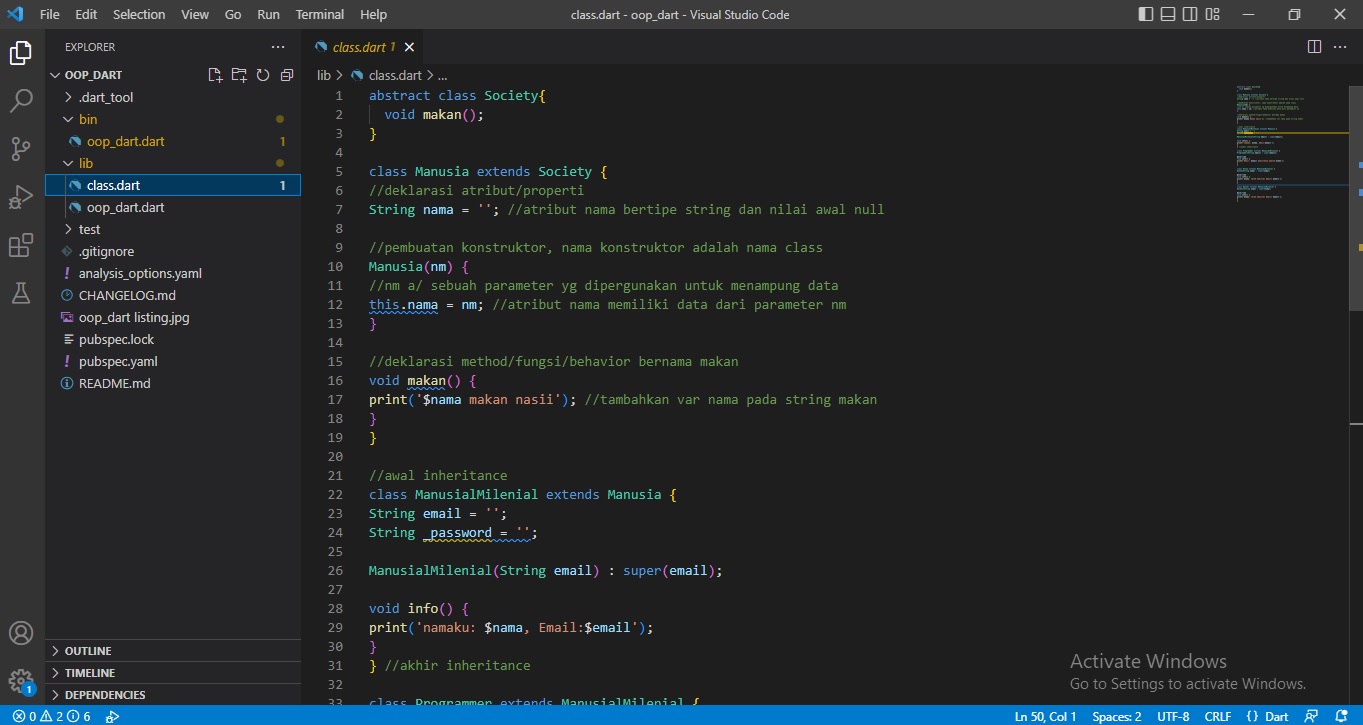 File Edit Selection View Go Run Terminal Help
class.dart - oop_dart - Visual Studio Code
EXPLORER
OOP_DART
.dart_tool
bin
oop_dart.dart 1
lib
class.dart 1
oop_dart.dart
test
.gitignore
analysis_options.yaml
CHANGELOG.md
oop_dart listing.jpg
pubspec.lock
pubspec.yaml
README.md
OUTLINE
TIMELINE
DEPENDENCIES
class.dart 1
lib > class.dart > ...
1 abstract class Society{
2 void makan();
3 }
4
5 class Manusia extends Society {
6 //deklarasi atribut/properti
7 String nama = ''; //atribut nama bertipe string dan nilai awal null
8
9 //pembuatan konstruktor, nama konstruktor adalah nama class
10 Manusia(nm) {
11 //nm a/ sebuah parameter yg dipergunakan untuk menampung data
12 this.nama = nm; //atribut nama memiliki data dari parameter nm
13 }
14
15 //deklarasi method/fungsi/behavior bernama makan
16 void makan() {
17 print('$nama makan nasii'); //tambahkan var nama pada string makan
18 }
19 }
20
21 //awal inheritance
22 class ManusialMilenial extends Manusia {
23 String email = '';
24 String _password = '';
25
26 ManusialMilenial(String email) : super(email);
27
28 void info() {
29 print('namaku: $nama, Email:$email');
30 }
31 } //akhir inheritance
32
33 class Programmer extends ManusialMilenial {
Activate Windows
Go to Settings to activate Windows.
1
0 2 6
Ln 50, Col 1 Spaces: 2 UTF-8 CRLF {} Dart